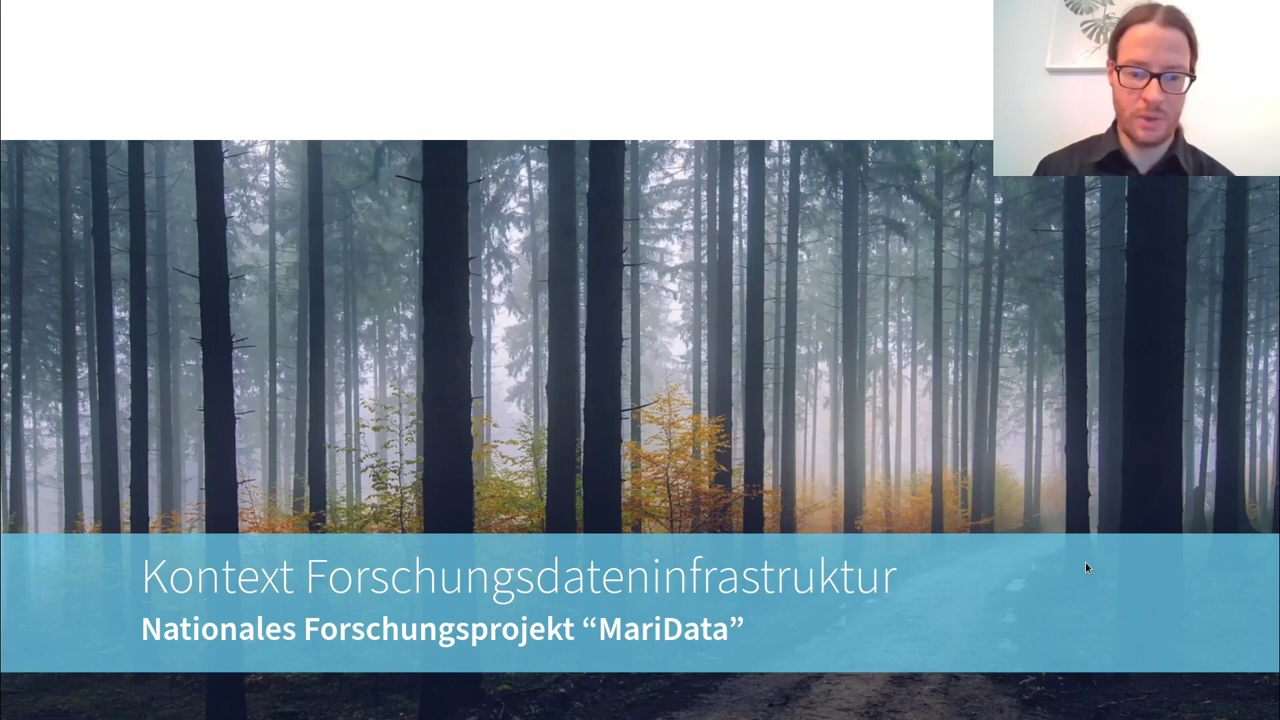 Kontext Forschungsdateninfrastruktur
Nationales Forschungsprojekt “MariData”